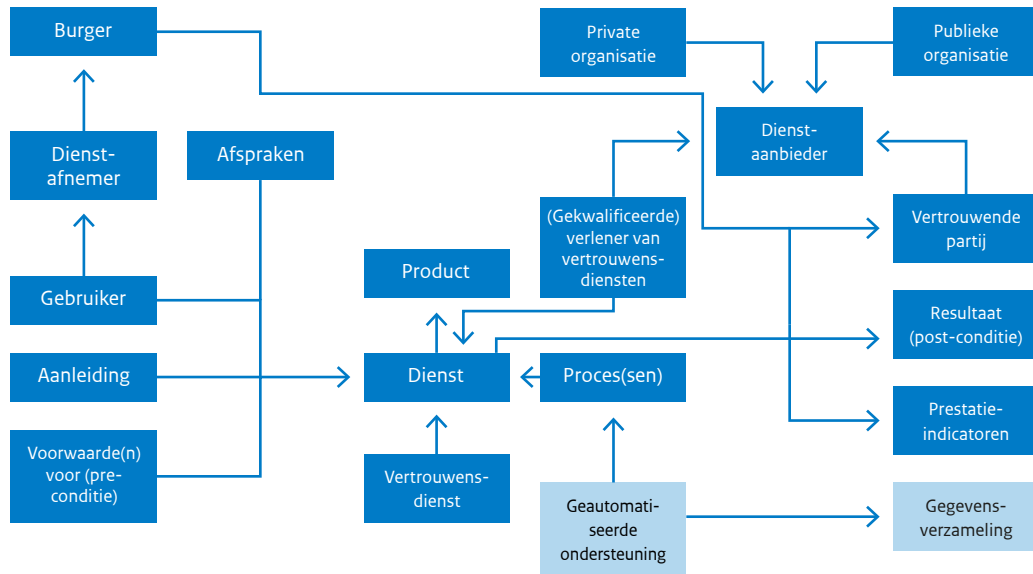 Burger
Private
organisatie
Publieke
organisatie
Dienst-
afnemer
Afspraken
Dienst-
aanbieder
(Gekwalificeerde)
verlener van
vertrouwens-
diensten
Vertrouwende
partij
Product
Gebruiker
Resultaat
(post-conditie)
Aanleiding
Dienst
Proces(sen)
Prestatie-
indicatoren
Voorwaarde(n)
voor (pre-
conditie)
Vertrouwens-
dienst
Geautomati-
seerde
ondersteuning
Gegevens-
verzameling